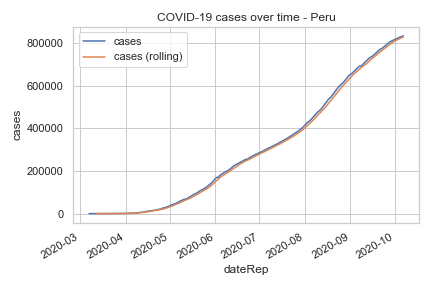 COVID-19 cases over time - Peru
cases
cases (rolling)
800000
600000
400000
200000
0
cases
2020-03
2020-04
2020-05
2020-06
2020-07
2020-08
2020-09
2020-10
dateRep